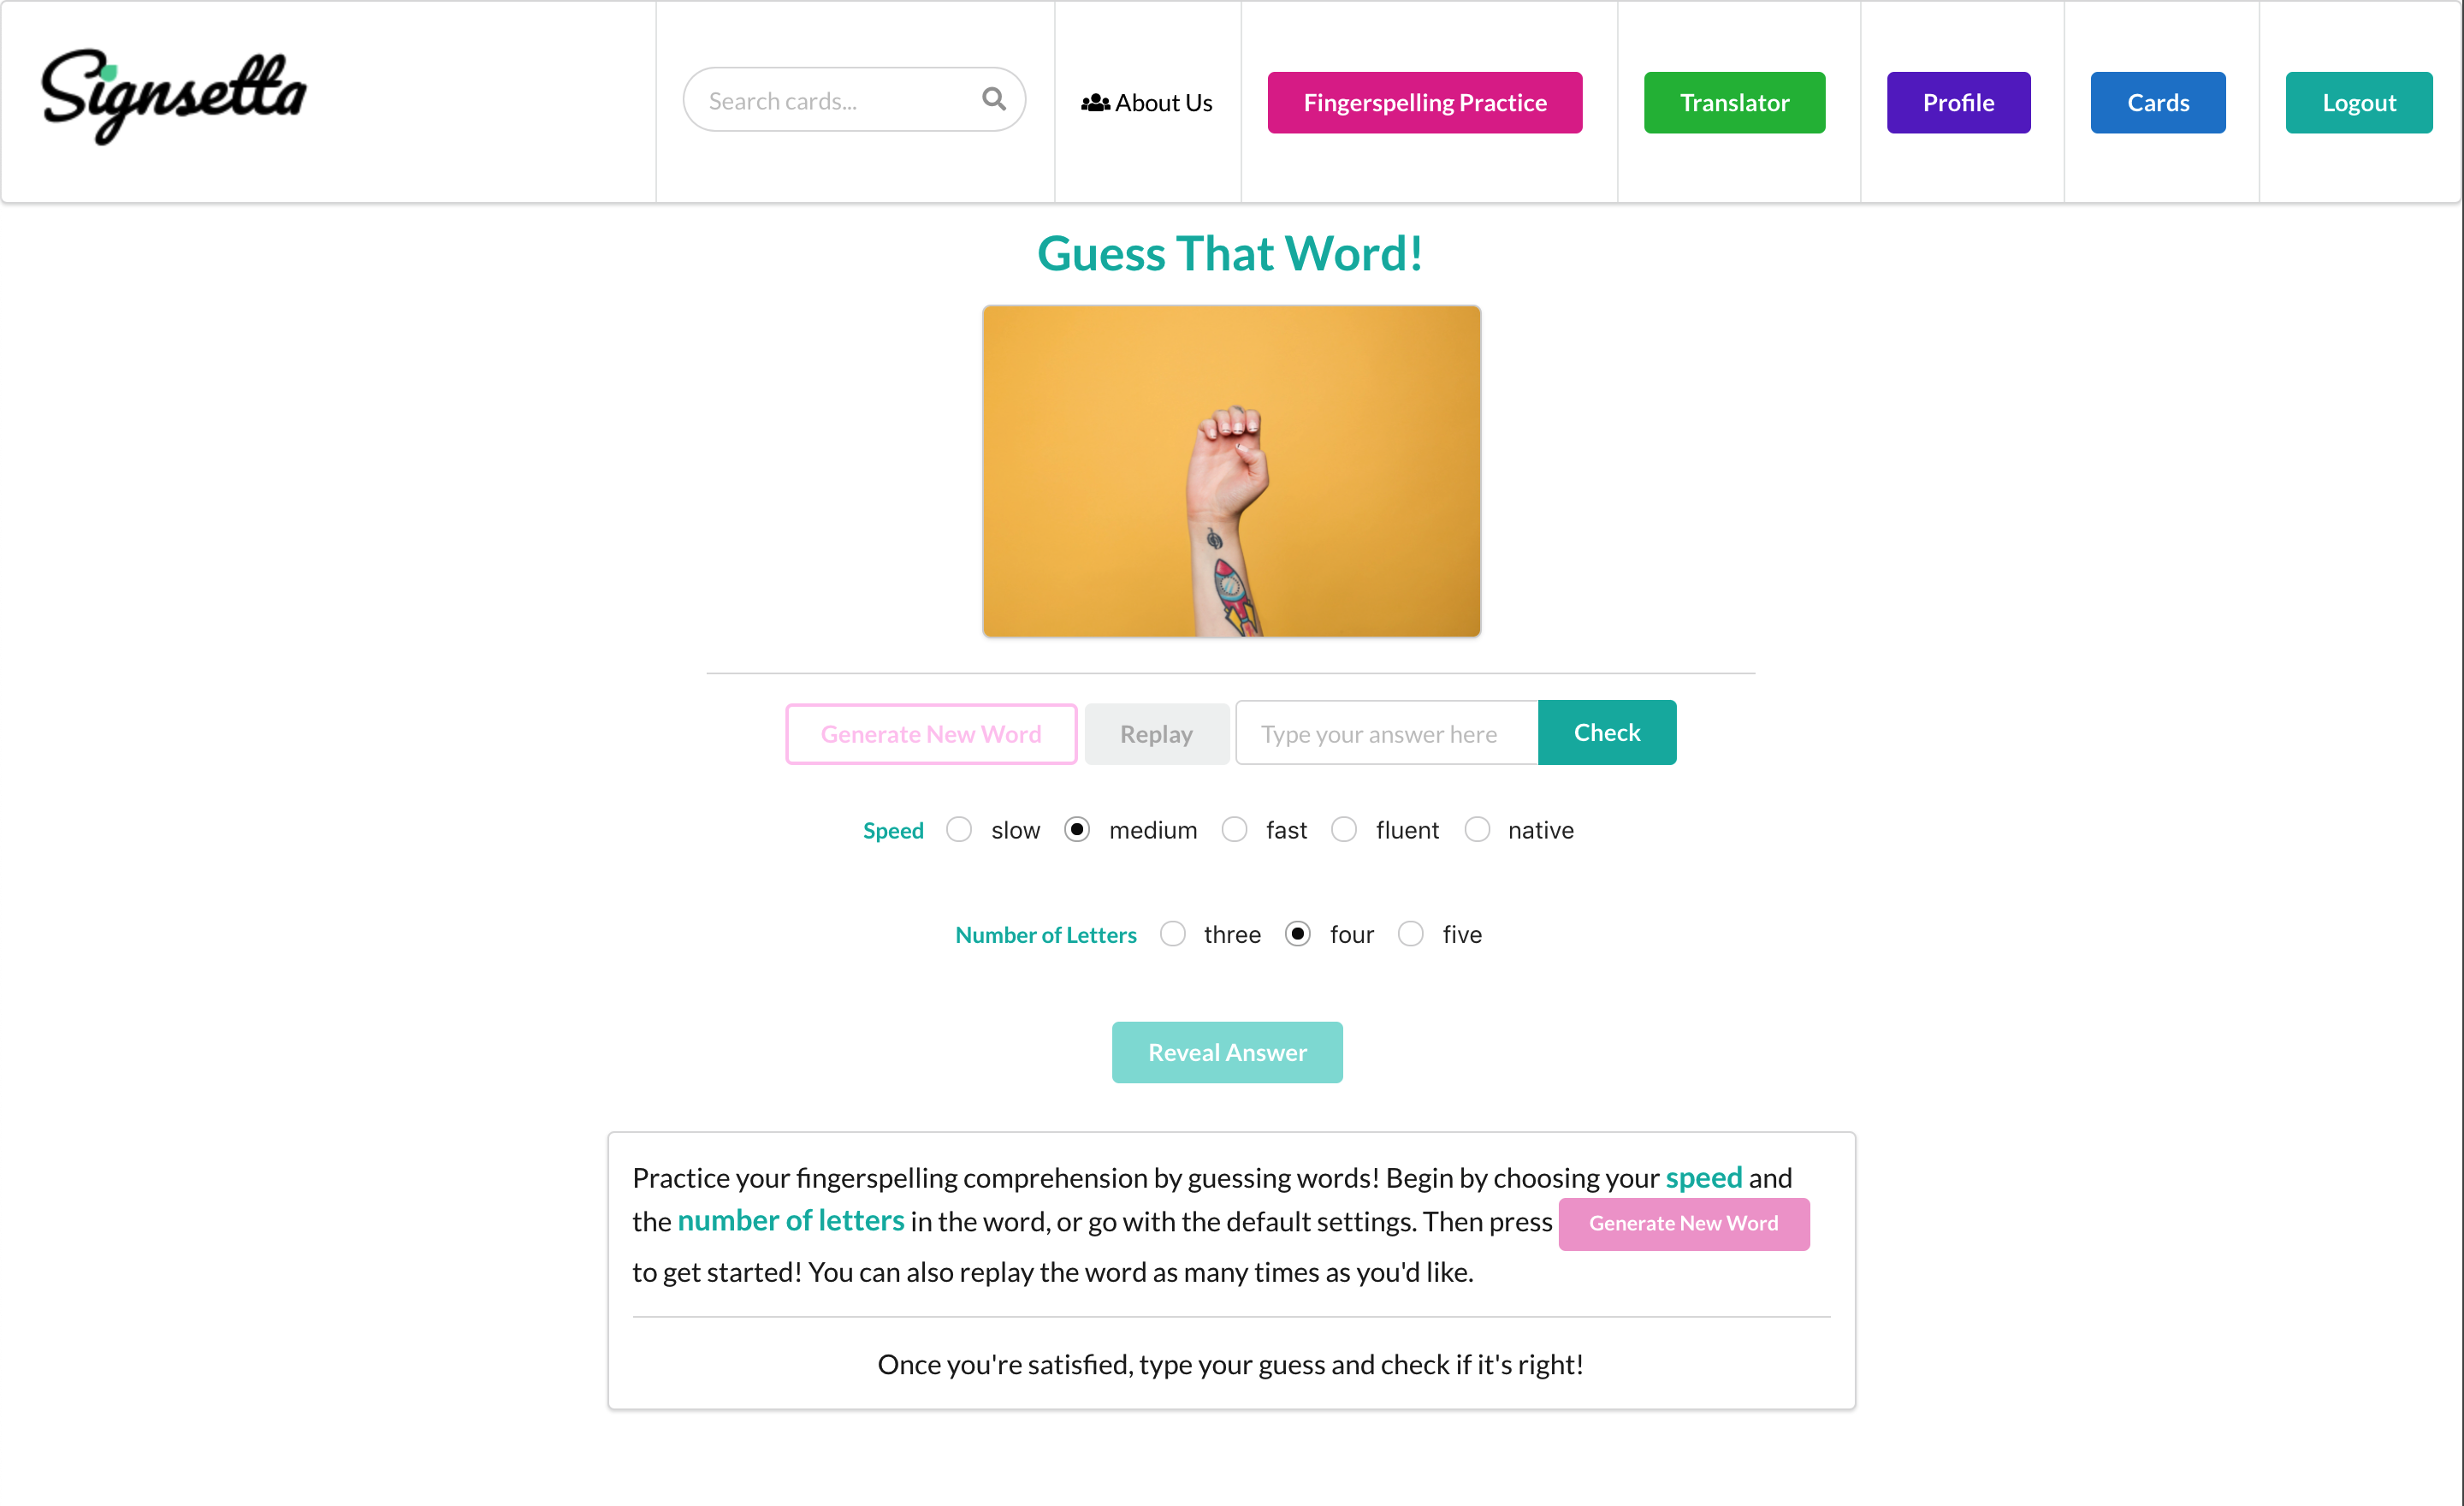 Signsetta
Search cards...
About Us
Fingerspelling Practice
Translator
Profile
Cards
Logout
Guess That Word!
Generate New Word
Replay
Type your answer here
Check
Speed slow medium fast fluent native
Number of Letters three four five
Reveal Answer
Practice your fingerspelling comprehension by guessing words! Begin by choosing your speed and
the number of letters in the word, or go with the default settings. Then press Generate New Word
to get started! You can also replay the word as many times as you'd like.
Once you're satisfied, type your guess and check if it's right!